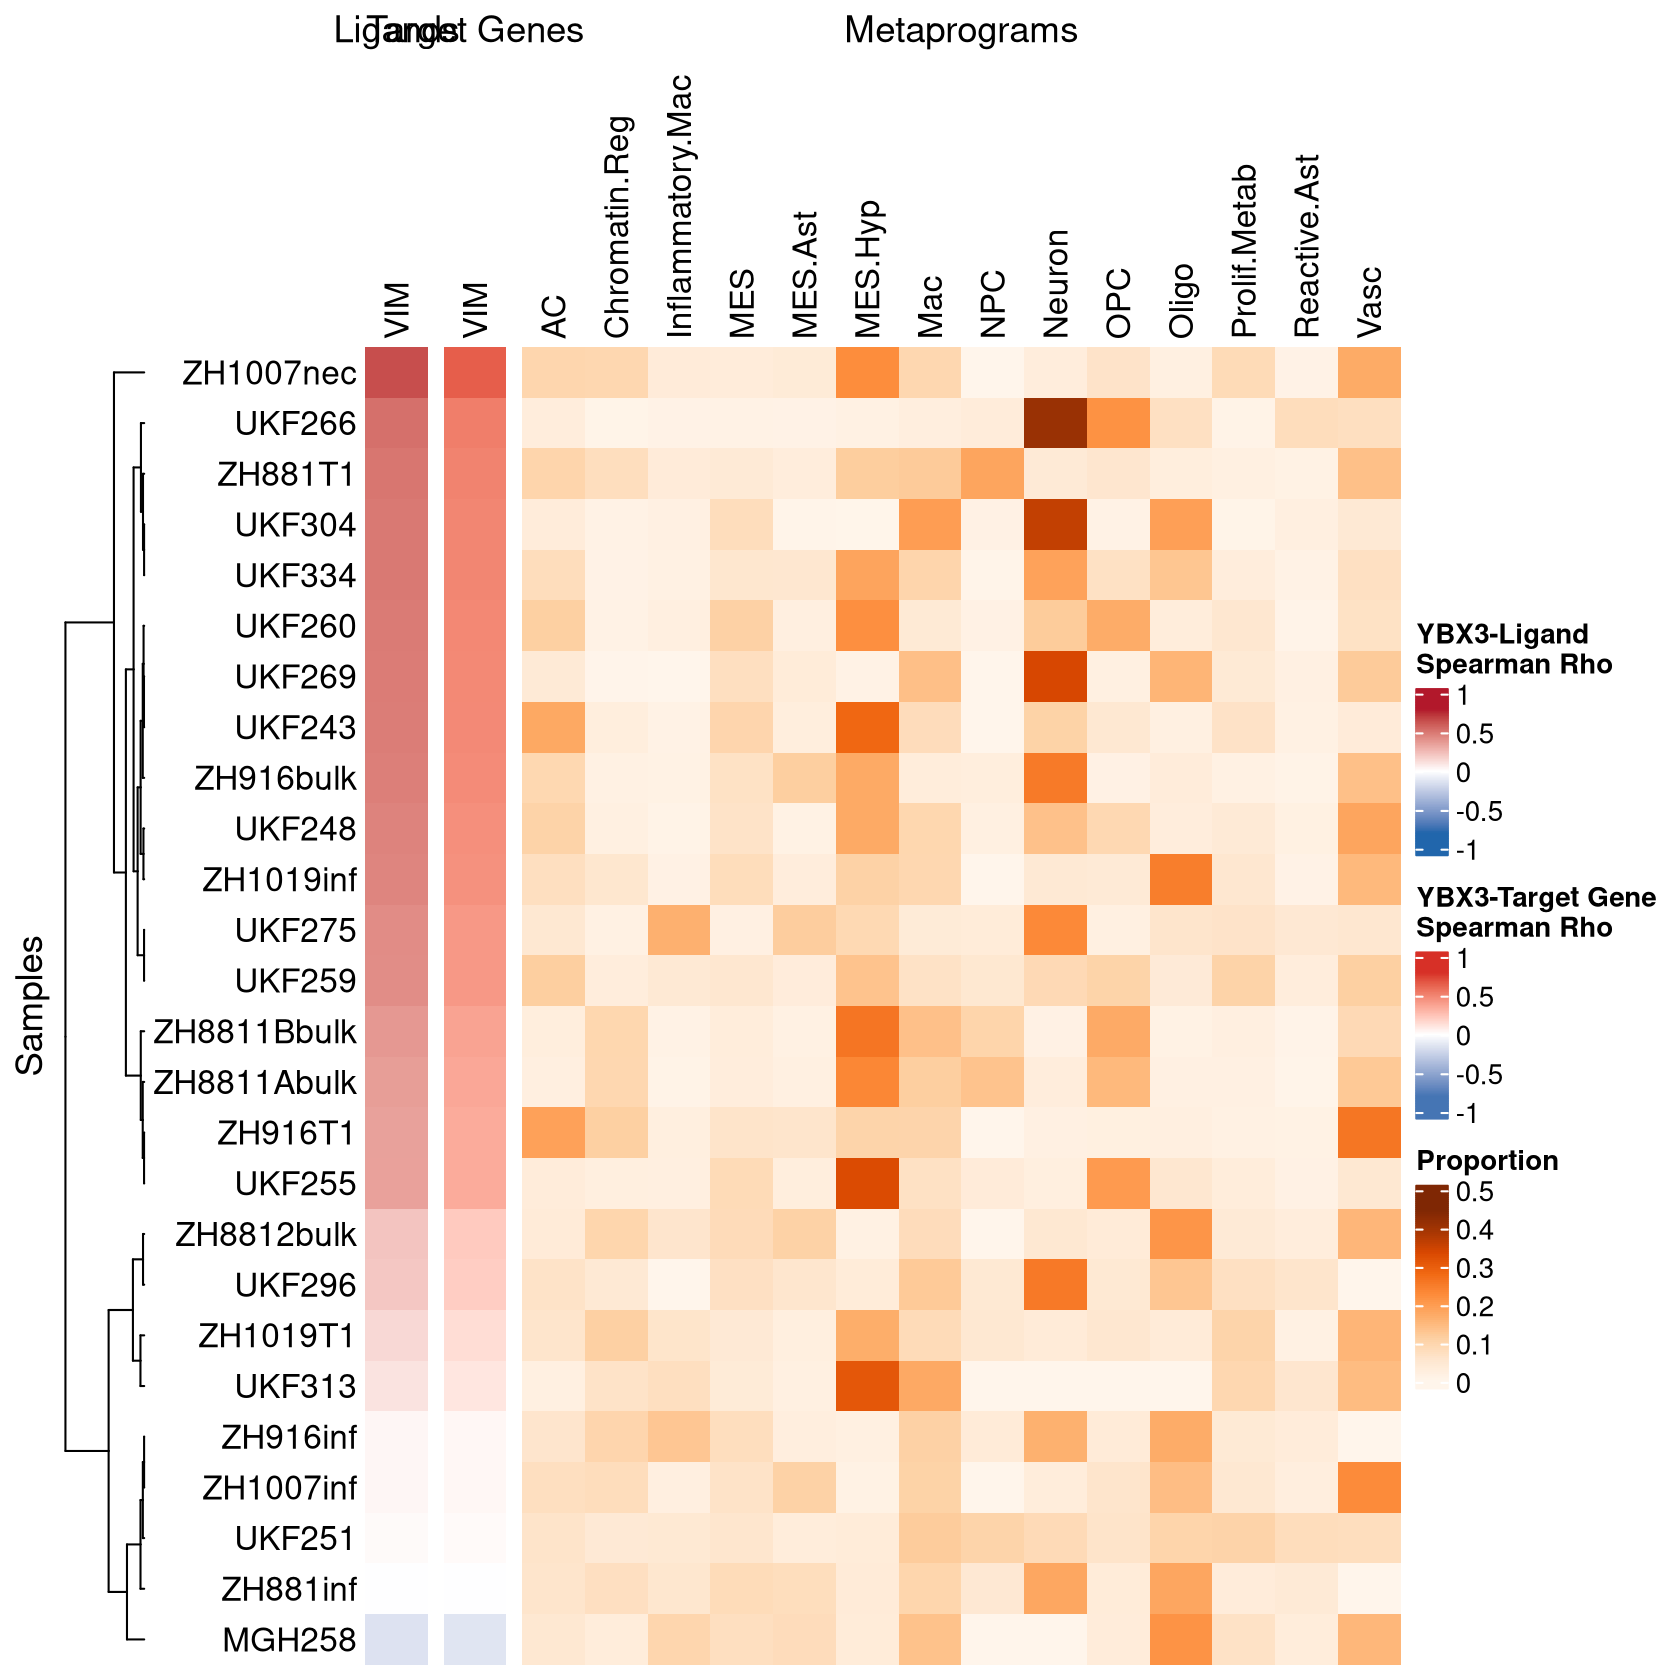 Ligands Target Genes Metaprograms
VIM VIM AC Chromatin.Reg Inflammatory.Mac MES MES.Ast MES.Hyp Mac NPC Neuron OPC Oligo Prolif.Metab Reactive.Ast Vasc
Samples
ZH1007nec
UKF266
ZH881T1
UKF304
UKF334
UKF260
UKF269
UKF243
ZH916bulk
UKF248
ZH1019inf
UKF275
UKF259
ZH8811Bbulk
ZH8811Abulk
ZH916T1
UKF255
ZH8812bulk
UKF296
ZH1019T1
UKF313
ZH916inf
ZH1007inf
UKF251
ZH881inf
MGH258
YBX3-Ligand
Spearman Rho
1
0.5
0
-0.5
-1
YBX3-Target Gene
Spearman Rho
1
0.5
0
-0.5
-1
Proportion
0.5
0.4
0.3
0.2
0.1
0